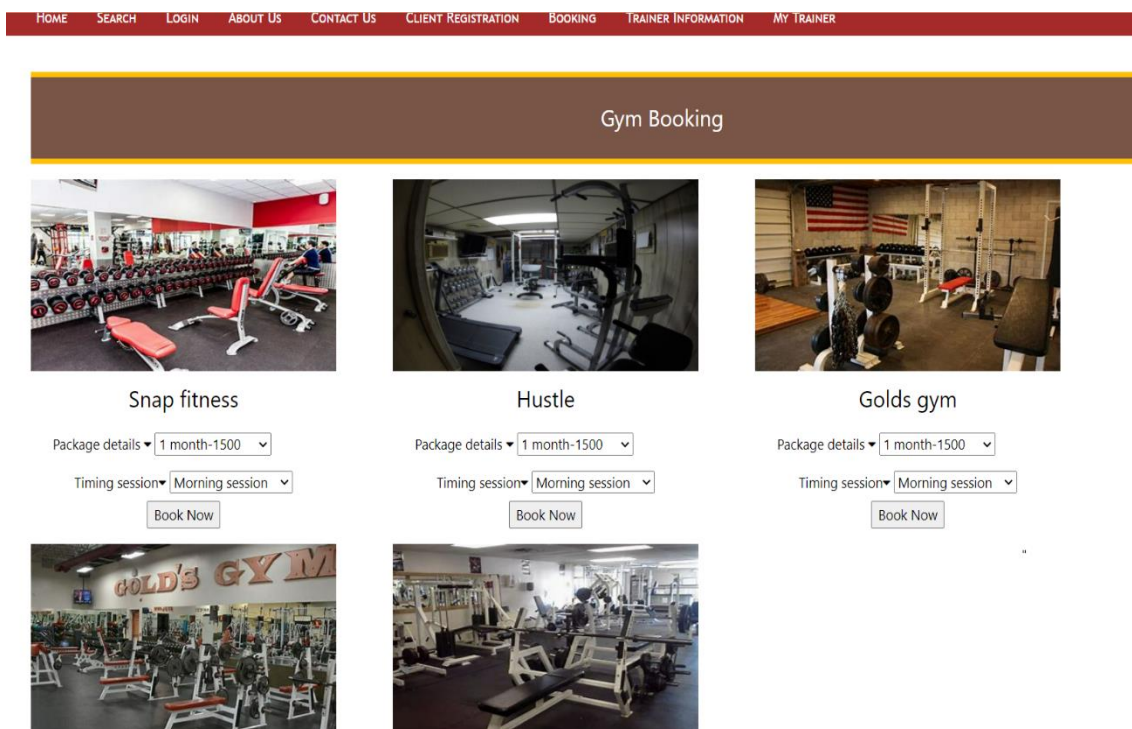 HOME SEARCH LOGIN ABOUT US CONTACT US CLIENT REGISTRATION BOOKING TRAINER INFORMATION MY TRAINER
Gym Booking
Snap fitness
Package details 1 month-1500
Timing session Morning session
Book Now
Hustle
Package details 1 month-1500
Timing session Morning session
Book Now
Golds gym
Package details 1 month-1500
Timing session Morning session
Book Now
"
GOLD'S GYM